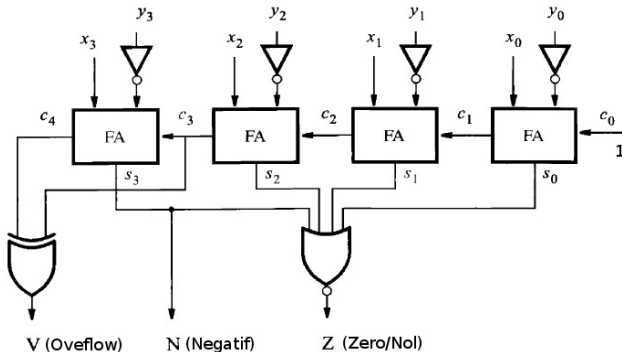 y₃ y₂ y₁ y₀
x₃ x₂ x₁ x₀
c₄ c₃ c₂ c₁ c₀
FA FA FA FA
1
s₃ s₂ s₁ s₀
V (Oveflow) N (Negatif) Z (Zero/Nol)